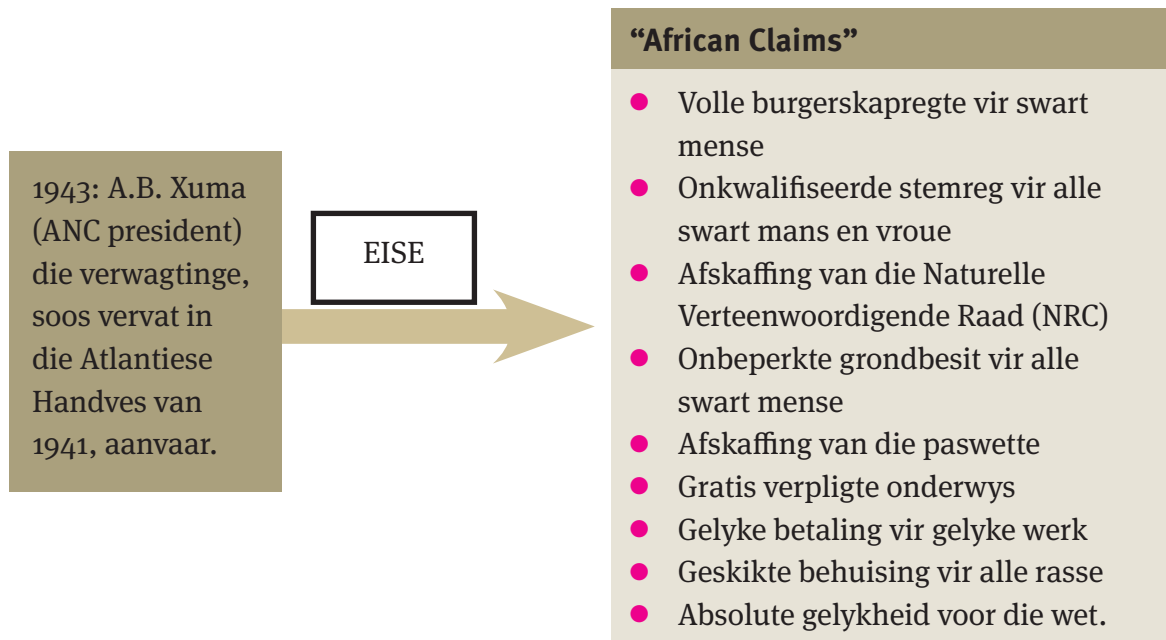 1943: A.B. Xuma
(ANC president)
die verwagtinge,
soos vervat in
die Atlantiese
Handves van
1941, aanvaar.
EISE
“African Claims”
● Volle burgerskapregte vir swart
mense
● Onkwalifiseerde stemreg vir alle
swart mans en vroue
● Afskaffing van die Naturelle
Verteenwoordigende Raad (NRC)
● Onbeperkte grondbesit vir alle
swart mense
● Afskaffing van die paswette
● Gratis verpligte onderwys
● Gelyke betaling vir gelyke werk
● Geskikte behuising vir alle rasse
● Absolute gelykheid voor die wet.